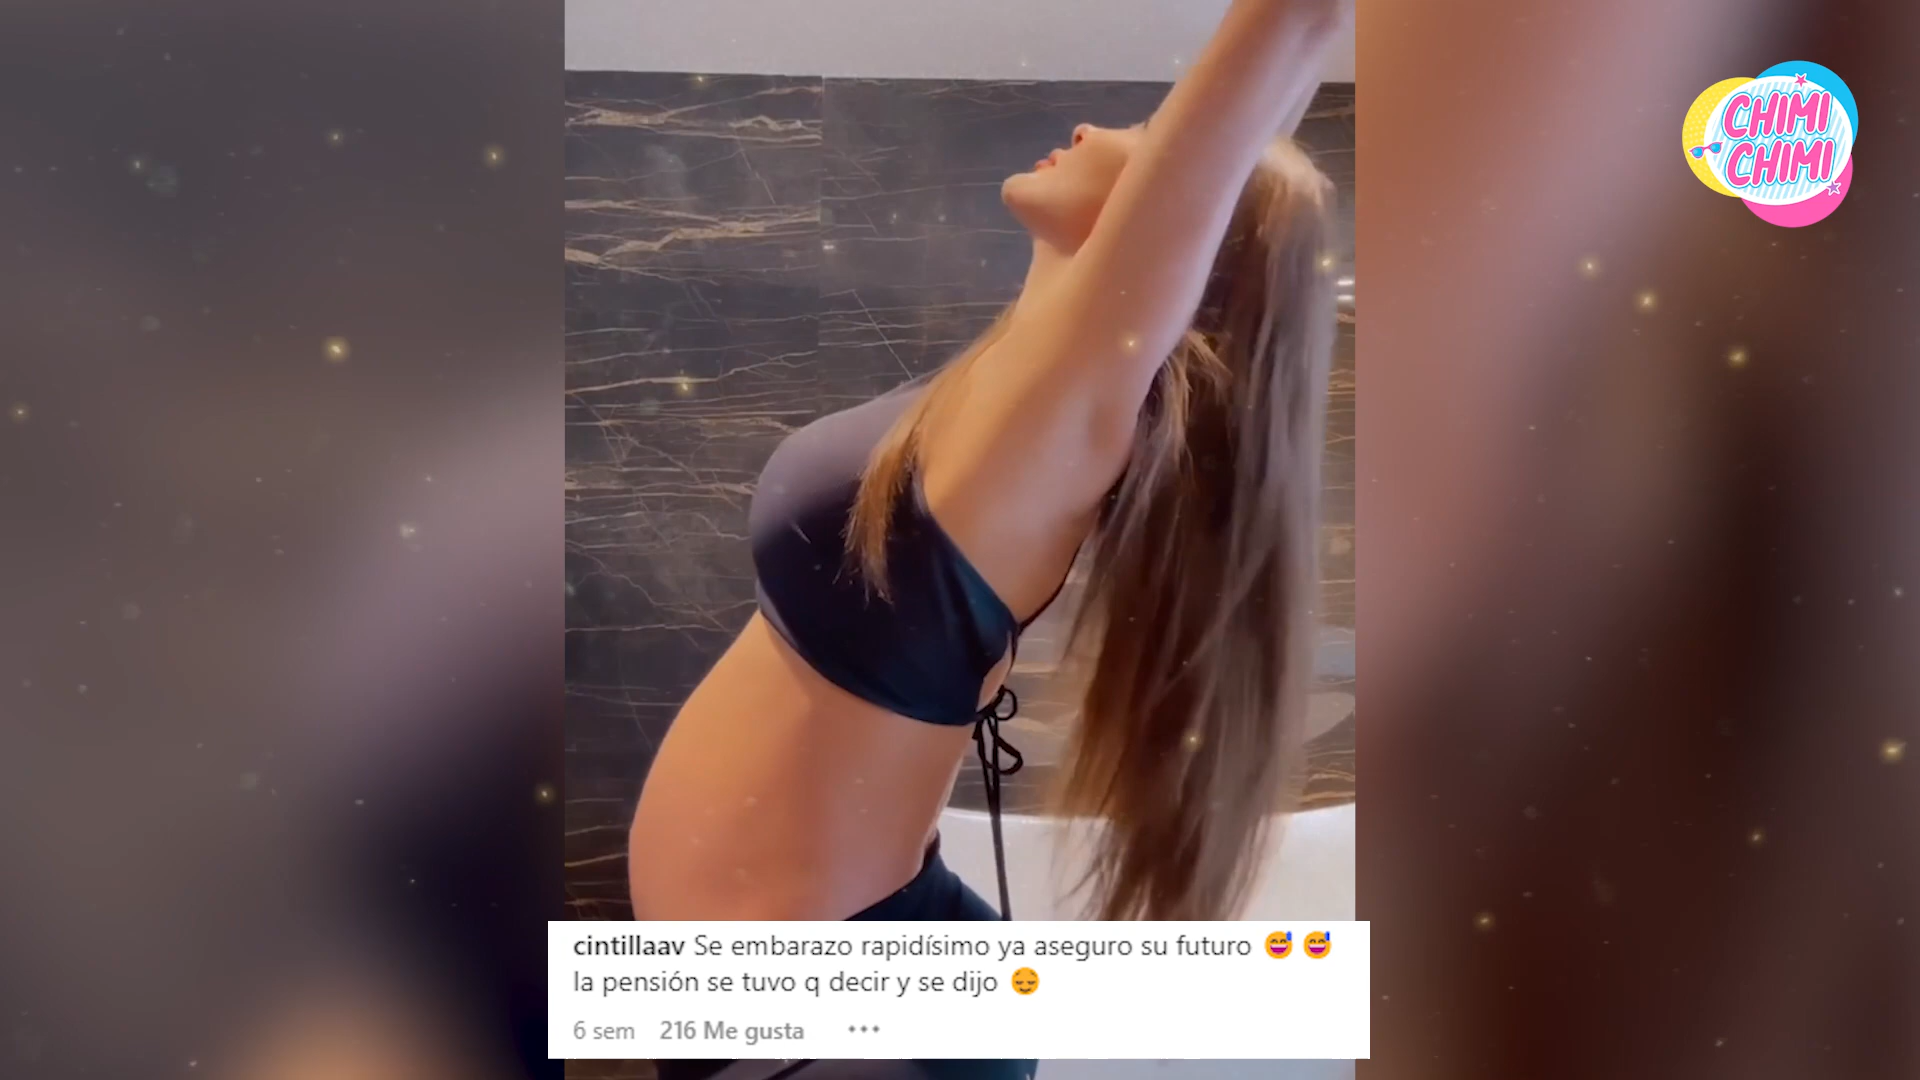 CHIMI
CHIMI
cintillaav Se embarazo rapidísimo ya aseguro su futuro 😅😅
la pensión se tuvo q decir y se dijo 😌
6 sem 216 Me gusta •••